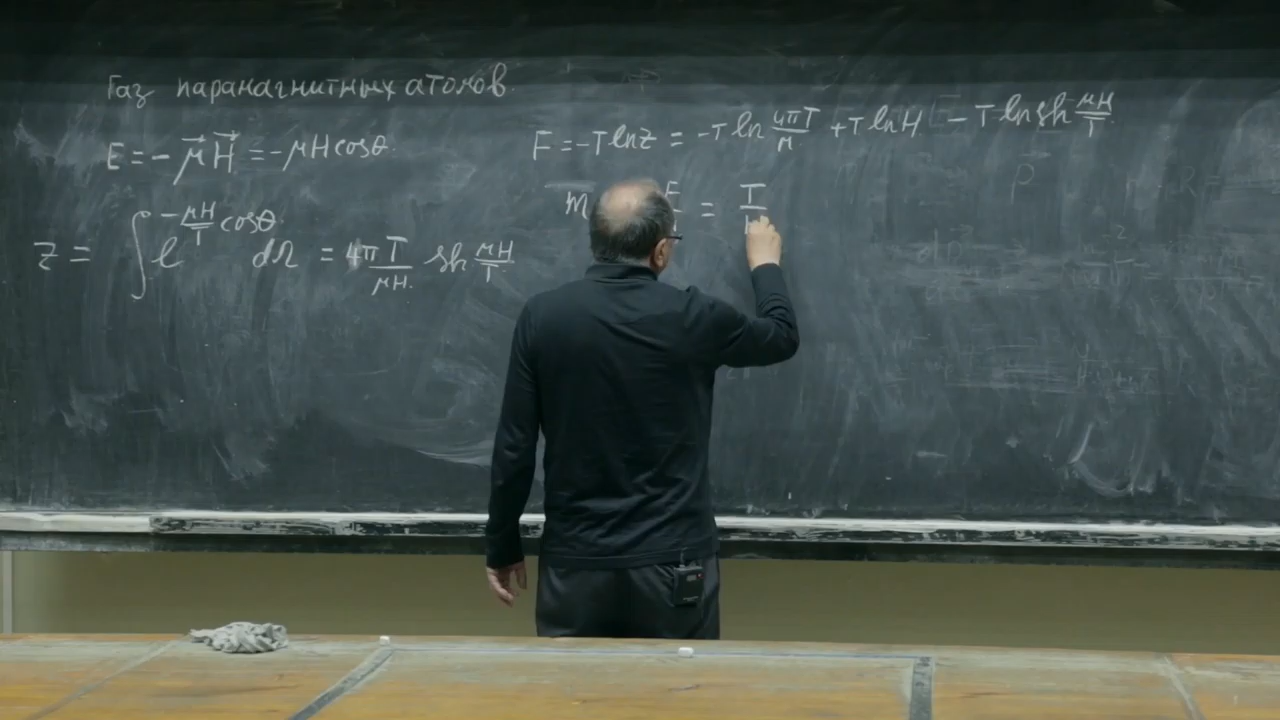 Газ парамагнитных атомов
E = - μ⃗ H⃗ = - μH cosθ.
z = ∫ e^{-μH/T cosθ} dΩ = 4π T/μH. sh μH/T
F = -T ln z = -T ln 4πT/μ + T ln H - T ln sh μH/T
m = T